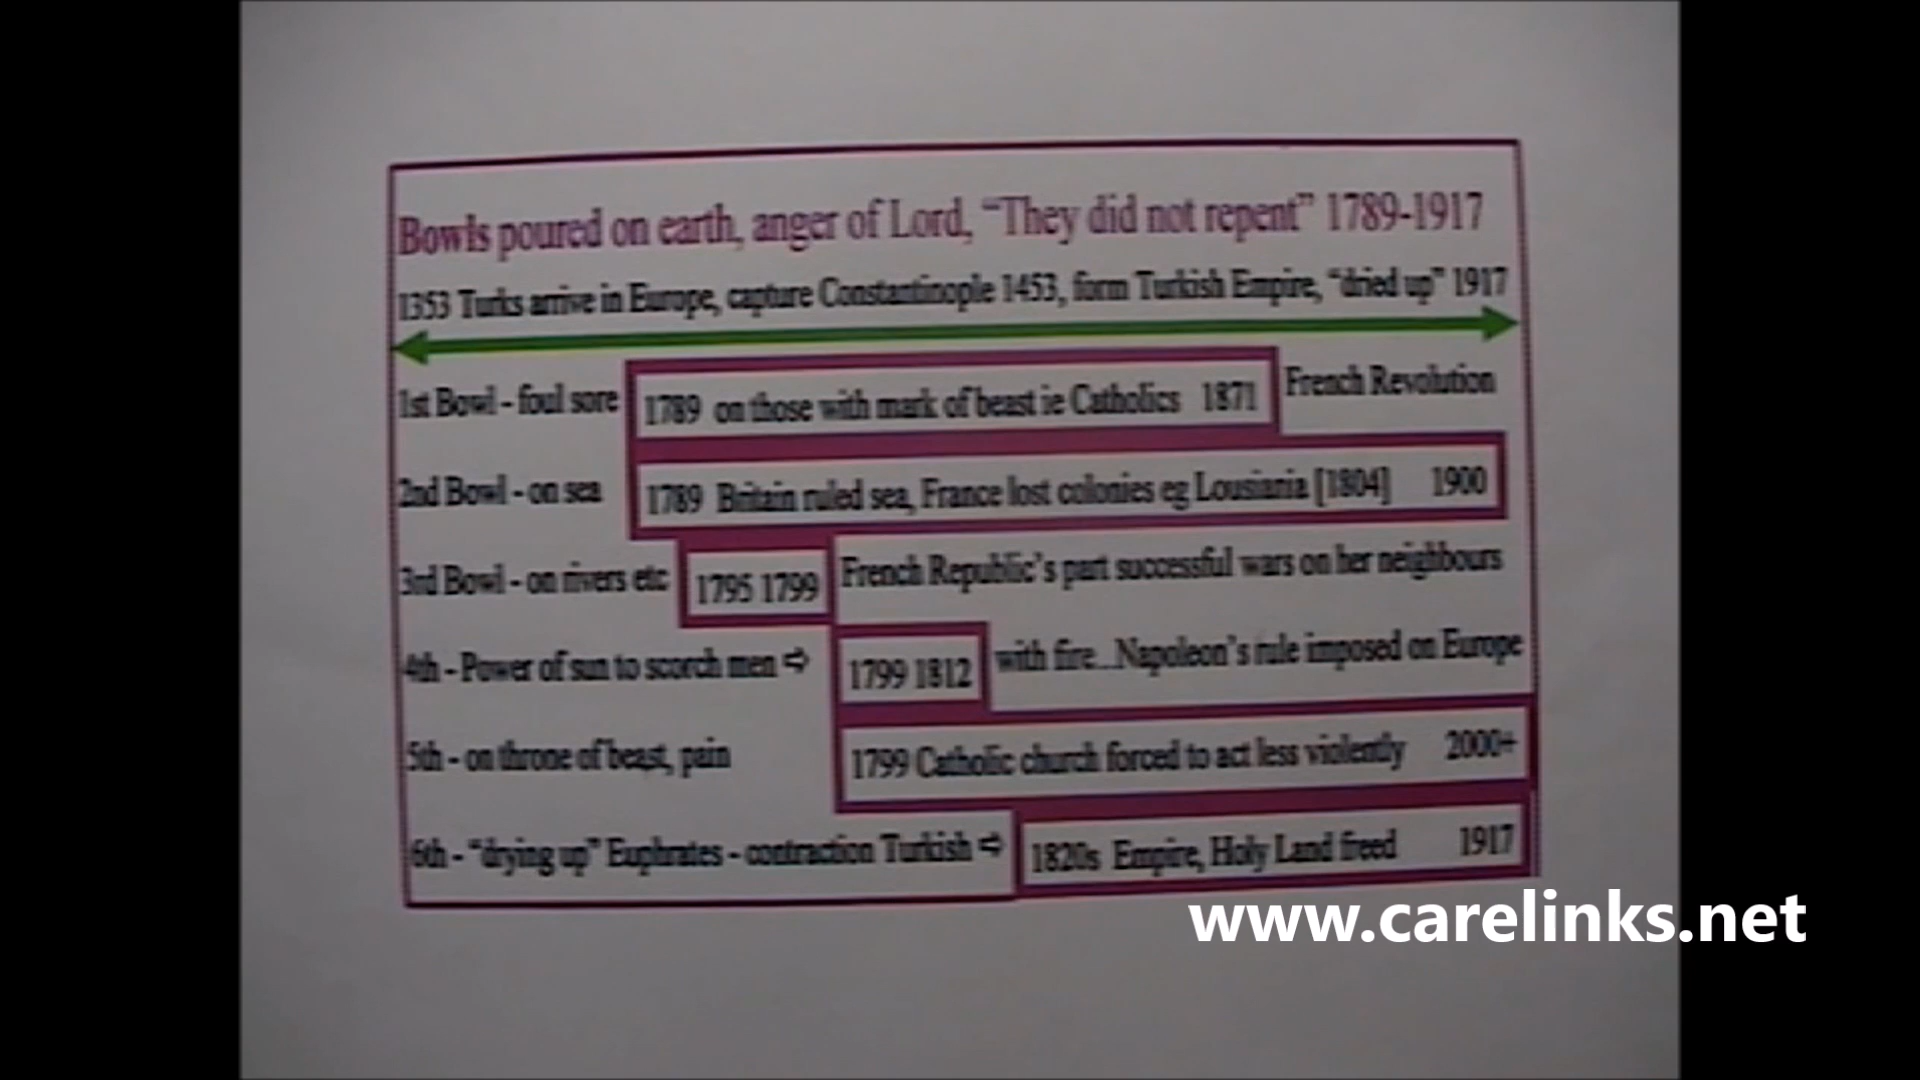 Bowls poured on earth, anger of Lord, “They did not repent” 1789-1917
1353 Turks arrive in Europe, capture Constantinople 1453, form Turkish Empire, “dried up” 1917
1st Bowl - foul sore 1789 on those with mark of beast ie Catholics 1871 French Revolution
2nd Bowl - on sea 1789 Britain ruled sea, France lost colonies eg Lousiania [1804] 1900
3rd Bowl - on rivers etc 1795 1799 French Republic’s part successful wars on her neighbours
4th - Power of sun to scorch men ⇨ 1799 1812 with fire...Napoleon’s rule imposed on Europe
5th - on throne of beast, pain 1799 Catholic church forced to act less violently 2000+
6th - “drying up” Euphrates - contraction Turkish ⇨ 1820s Empire, Holy Land freed 1917
www.carelinks.net